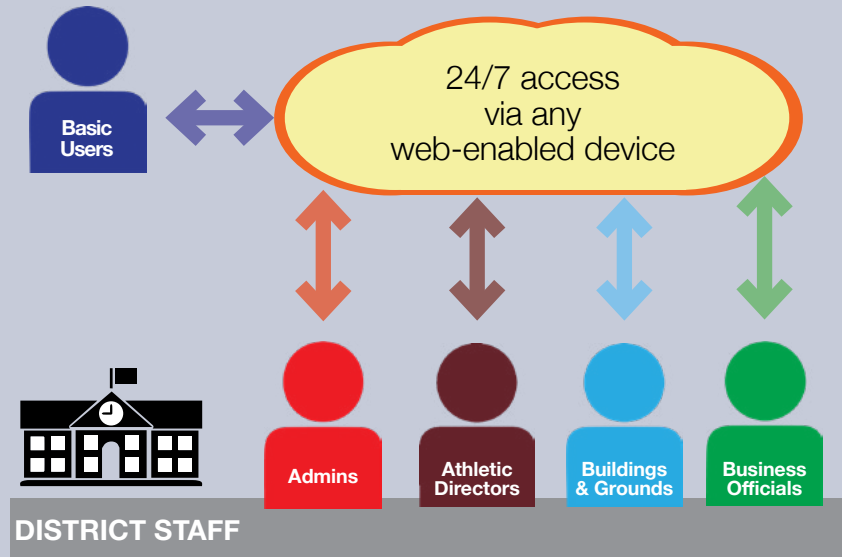 24/7 access
via any
web-enabled device
Basic
Users
Admins
Athletic
Directors
Buildings
& Grounds
Business
Officials
DISTRICT STAFF